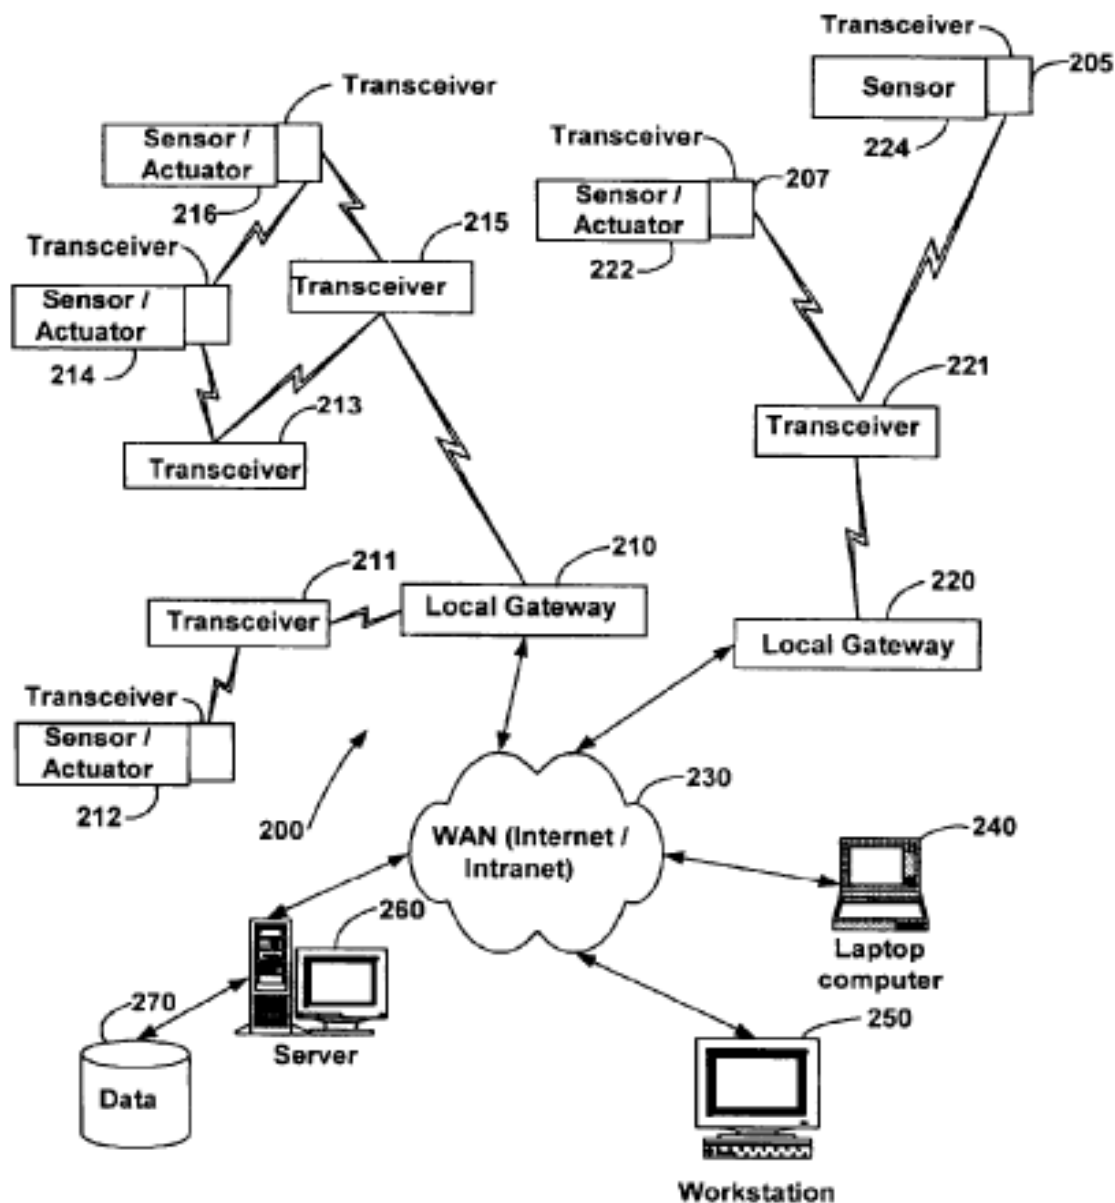 Transceiver
205
Sensor
224
Transceiver
Sensor /
Actuator
216
Transceiver
207
Sensor /
Actuator
222
215
Transceiver
Transceiver
Sensor /
Actuator
214
213
Transceiver
221
Transceiver
210
Local Gateway
211
Transceiver
220
Local Gateway
Transceiver
Sensor /
Actuator
212
200
230
WAN (Internet /
Intranet)
240
Laptop
computer
260
Server
270
Data
250
Workstation